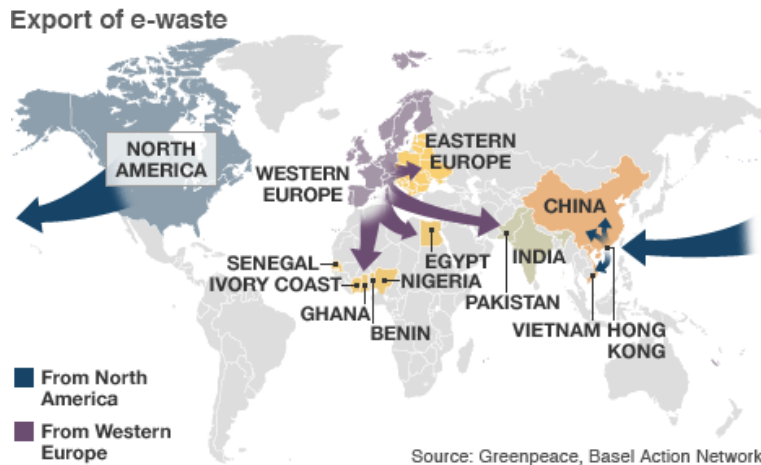 Export of e-waste
NORTH
AMERICA
WESTERN
EUROPE
EASTERN
EUROPE
CHINA
SENEGAL
IVORY COAST
GHANA
BENIN
NIGERIA
EGYPT
INDIA
PAKISTAN
VIETNAM
HONG
KONG
From North
America
From Western
Europe
Source: Greenpeace, Basel Action Network